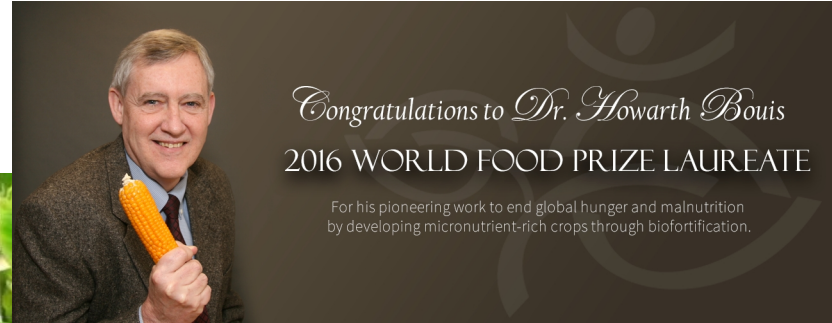 Congratulations to Dr. Howarth Bouis
2016 WORLD FOOD PRIZE LAUREATE
For his pioneering work to end global hunger and malnutrition
by developing micronutrient-rich crops through biofortification.